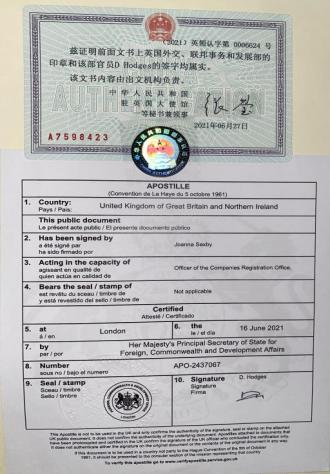 (2021) 英领认字第 0006624 号
兹证明前面文书上英国外交、联邦事务和发展部的
印章和该部官员D Hodges的签字均属实。
该文书内容由出文机构负责。
中华人民共和国
驻英国大使馆
等秘书兼领事
2021年06月27日
A7598423
APOSTILLE
(Convention de La Haye du 5 octobre 1961)
1. Country: United Kingdom of Great Britain and Northern Ireland
Pays / Pais:
This public document
Le présent acte public / El presente documento público
2. Has been signed by Joanna Sexby
a été signé par
ha sido firmado por
3. Acting in the capacity of Officer of the Companies Registration Office,
agissant en qualité de
quien actúa en calidad de
4. Bears the seal / stamp of Not applicable
est revêtu du sceau / timbre de
y está revestido del sello / timbre de
Certified
Attesté / Certificado
5. at London 6. the 16 June 2021
á / en le / el día
7. by Her Majesty's Principal Secretary of State for
par / por Foreign, Commonwealth and Development Affairs
8. Number APO-2437067
sous no / bajo el numero
9. Seal / stamp 10. Signature D. Hodges
Sceau / timbre Signature
Sello / timbre Firma
LONDON
This Apostille is not to be used in the UK and only confirms the authenticity of the signature, seal or stamp on the attached
UK public document. It does not confirm the authenticity of the underlying document. Apostilles attached to documents that
have been photocopied and certified in the UK confirm the signature of the UK official who conducted the certification only.
It does not authenticate either the signature on the original document or the contents of the original document in any way.
If this document is to be used in a country not party to the Hague Convention of the 5th of October
1961, it should be presented to the consular section of the mission representing that country
To verify this apostille go to www.verifyapostille.service.gov.uk